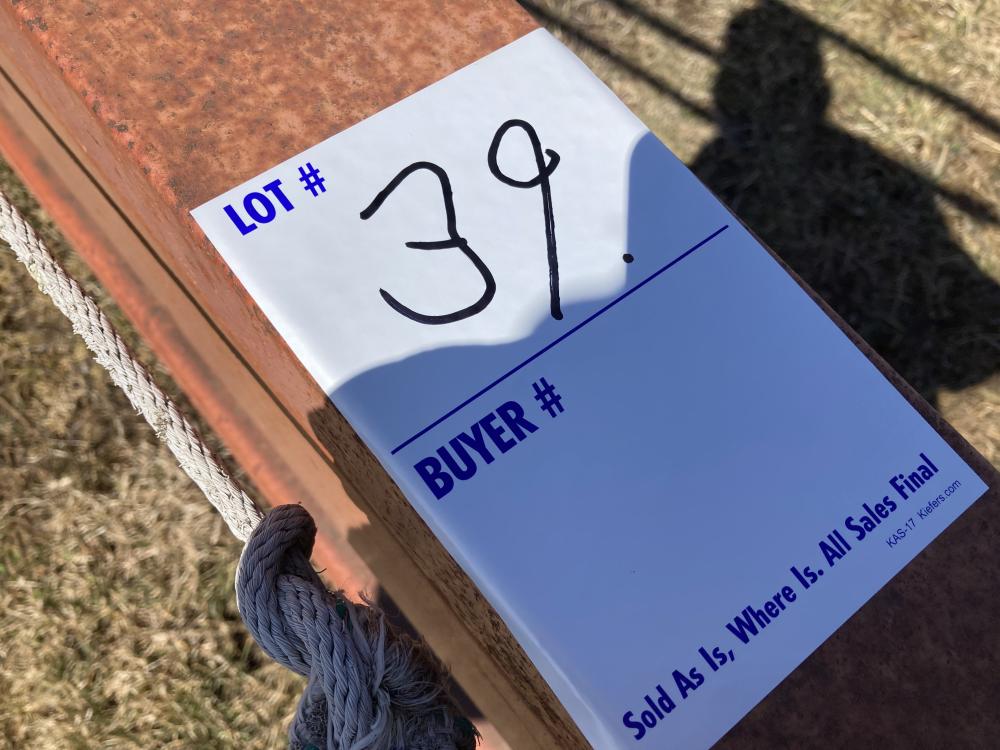 LOT # 39.
BUYER #
Sold As Is, Where Is. All Sales Final
KAS-17 Kiefers.com